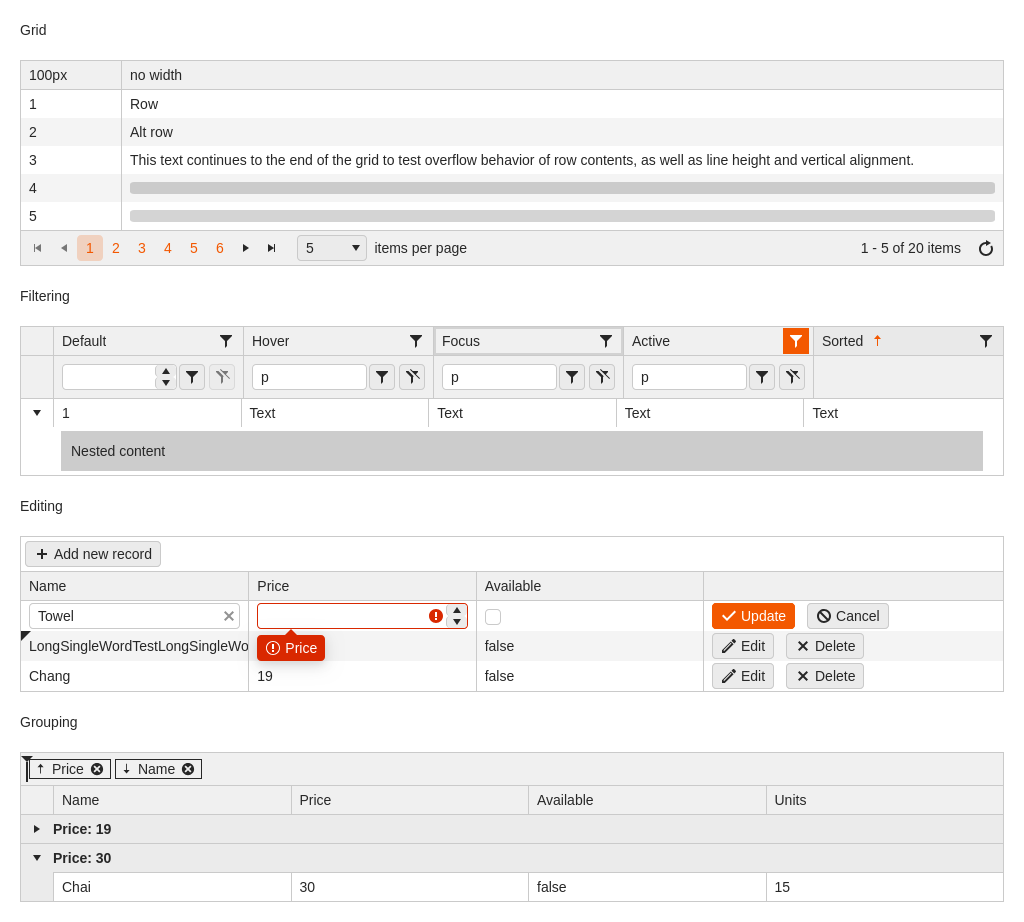 Grid
100px no width
1 Row
2 Alt row
3 This text continues to the end of the grid to test overflow behavior of row contents, as well as line height and vertical alignment.
4
5
1 2 3 4 5 6 5 items per page 1 - 5 of 20 items
Filtering
Default Hover Focus Active Sorted
p p p
1 Text Text Text Text
Nested content
Editing
Add new record
Name Price Available
Towel Update Cancel
LongSingleWordTestLongSingleWo Price false Edit Delete
Chang 19 false Edit Delete
Grouping
Price Name
Name Price Available Units
Price: 19
Price: 30
Chai 30 false 15